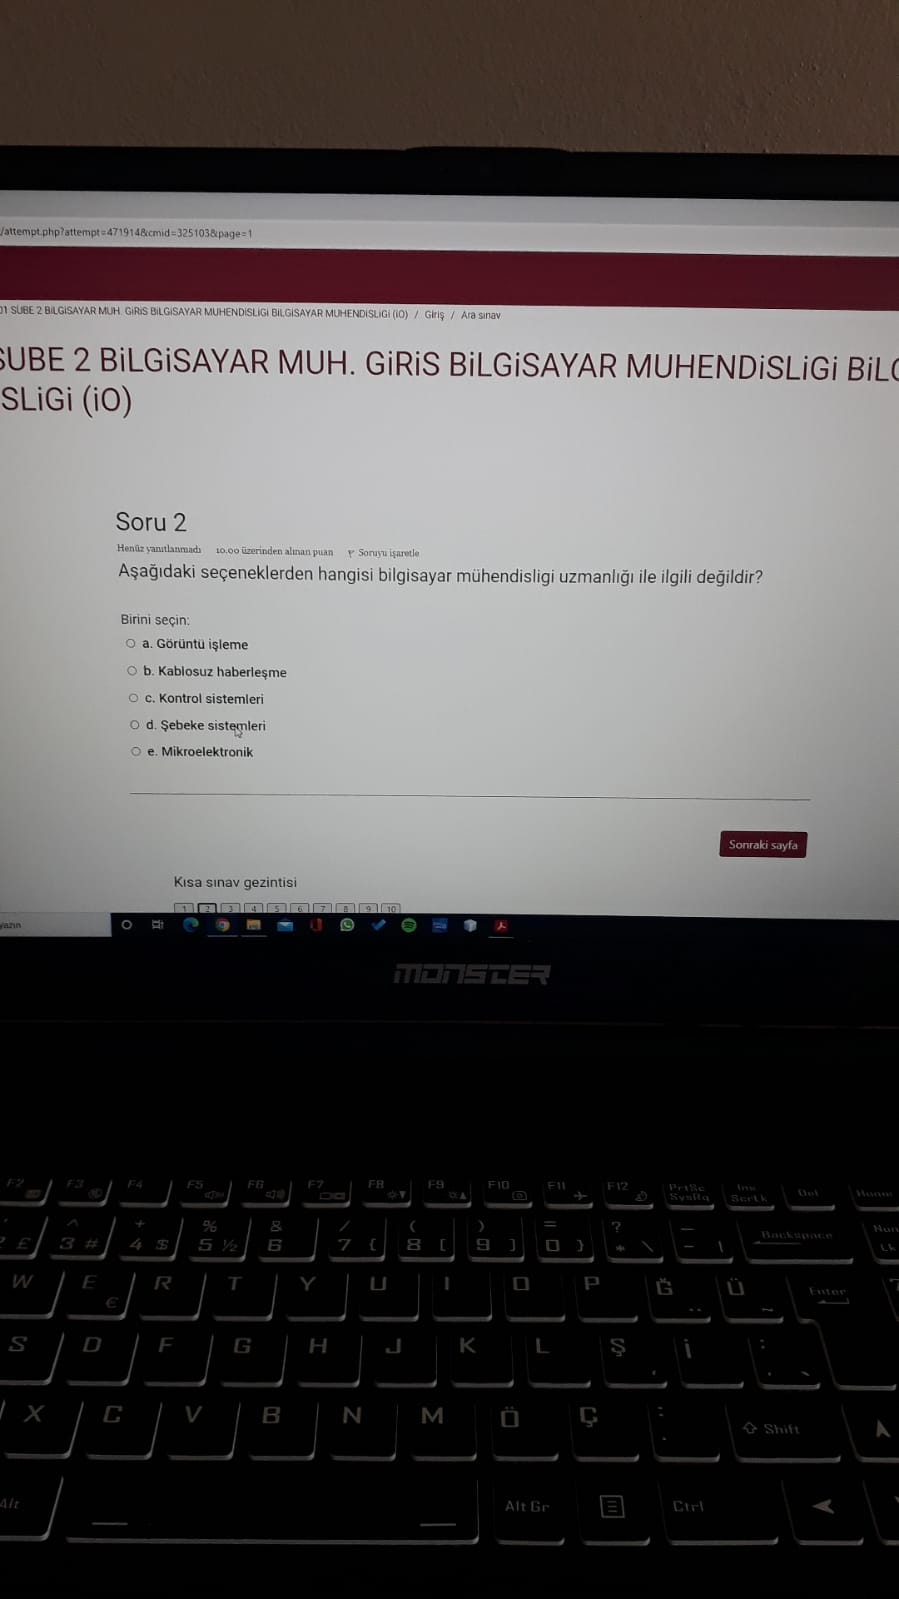 /attempt.php?attempt=471914&cmid=325103&page=1
01 SUBE 2 BiLGiSAYAR MUH. GiRiS BiLGiSAYAR MUHENDiSLiGi BiLGiSAYAR MUHENDiSLiGi (iO) / Giriş / Ara sınav
SUBE 2 BiLGiSAYAR MUH. GiRiS BiLGiSAYAR MUHENDiSLiGi
SLiGi (iO)
Soru 2
Henüz yanıtlanmadı 10.00 üzerinden alınan puan Soruyu işaretle
Aşağıdaki seçeneklerden hangisi bilgisayar mühendisligi uzmanlığı ile ilgili değildir?
Birini seçin:
a. Görüntü işleme
b. Kablosuz haberleşme
c. Kontrol sistemleri
d. Şebeke sistemleri
e. Mikroelektronik
Sonraki sayfa
Kısa sınav gezintisi
1 2 3 4 5 6 7 8 9 10
yazın
MONSTER
F2 F3 F4 F5 F6 F7 F8 F9 F10 F11 F12 PrtSc SysRq Ins ScrLk Del Home
£ ^ 3 # + 4 $ % 5 ½ & 6 / 7 { ( 8 [ ) 9 ] = 0 } ? * \ _ - | Backspace Num Lk
W E € R T Y U I O P Ğ ¨ Ü ~ Enter
S D F G H J K L Ş İ
X C V B N M Ö Ç : . Shift
Alt Alt Gr Ctrl